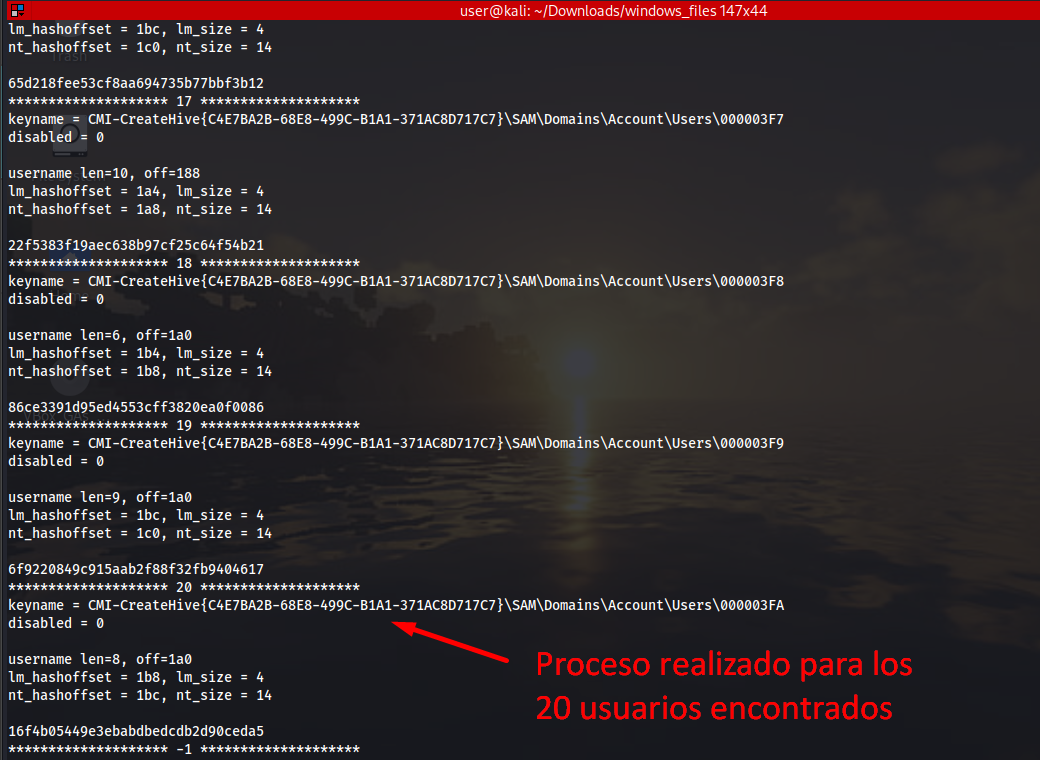 user@kali: ~/Downloads/windows_files 147x44
lm_hashoffset = 1bc, lm_size = 4
nt_hashoffset = 1c0, nt_size = 14
65d218fee53cf8aa694735b77bbf3b12
******************** 17 ********************
keyname = CMI-CreateHive{C4E7BA2B-68E8-499C-B1A1-371AC8D717C7}\SAM\Domains\Account\Users\000003F7
disabled = 0
username len=10, off=188
lm_hashoffset = 1a4, lm_size = 4
nt_hashoffset = 1a8, nt_size = 14
22f5383f19aec638b97cf25c64f54b21
******************** 18 ********************
keyname = CMI-CreateHive{C4E7BA2B-68E8-499C-B1A1-371AC8D717C7}\SAM\Domains\Account\Users\000003F8
disabled = 0
username len=6, off=1a0
lm_hashoffset = 1b4, lm_size = 4
nt_hashoffset = 1b8, nt_size = 14
86ce3391d95ed4553cff3820ea0f0086
******************** 19 ********************
keyname = CMI-CreateHive{C4E7BA2B-68E8-499C-B1A1-371AC8D717C7}\SAM\Domains\Account\Users\000003F9
disabled = 0
username len=9, off=1a0
lm_hashoffset = 1bc, lm_size = 4
nt_hashoffset = 1c0, nt_size = 14
6f9220849c915aab2f88f32fb9404617
******************** 20 ********************
keyname = CMI-CreateHive{C4E7BA2B-68E8-499C-B1A1-371AC8D717C7}\SAM\Domains\Account\Users\000003FA
disabled = 0
username len=8, off=1a0
lm_hashoffset = 1b8, lm_size = 4
nt_hashoffset = 1bc, nt_size = 14
16f4b05449e3ebabdbedcdb2d90ceda5
******************** -1 ********************
Proceso realizado para los
20 usuarios encontrados